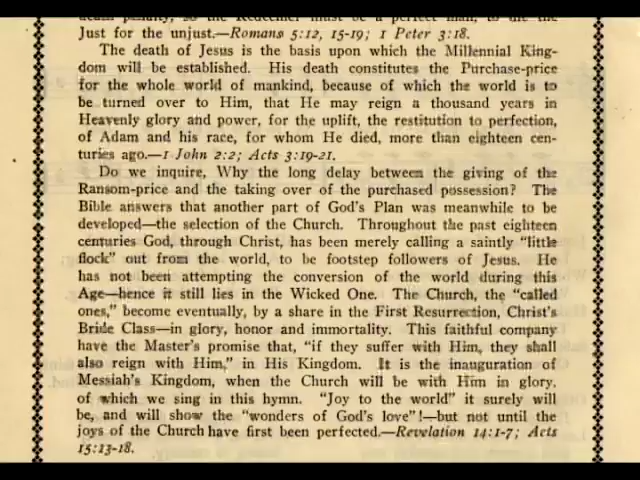 death penalty, so the Redeemer must be a perfect man, to die the
Just for the unjust.—Romans 5:12, 15-19; 1 Peter 3:18.
The death of Jesus is the basis upon which the Millennial King-
dom will be established. His death constitutes the Purchase-price
for the whole world of mankind, because of which the world is to
be turned over to Him, that He may reign a thousand years in
Heavenly glory and power, for the uplift, the restitution to perfection,
of Adam and his race, for whom He died, more than eighteen cen-
turies ago.—1 John 2:2; Acts 3:19-21.
Do we inquire, Why the long delay between the giving of the
Ransom-price and the taking over of the purchased possession? The
Bible answers that another part of God's Plan was meanwhile to be
developed—the selection of the Church. Throughout the past eighteen
centuries God, through Christ, has been merely calling a saintly "little
flock" out from the world, to be footstep followers of Jesus. He
has not been attempting the conversion of the world during this
Age—hence it still lies in the Wicked One. The Church, the "called
ones," become eventually, by a share in the First Resurrection, Christ's
Bride Class—in glory, honor and immortality. This faithful company
have the Master's promise that, "if they suffer with Him, they shall
also reign with Him," in His Kingdom. It is the inauguration of
Messiah's Kingdom, when the Church will be with Him in glory,
of which we sing in this hymn. "Joy to the world" it surely will
be, and will show the "wonders of God's love"!—but not until the
joys of the Church have first been perfected.—Revelation 14:1-7; Acts
15:13-18.